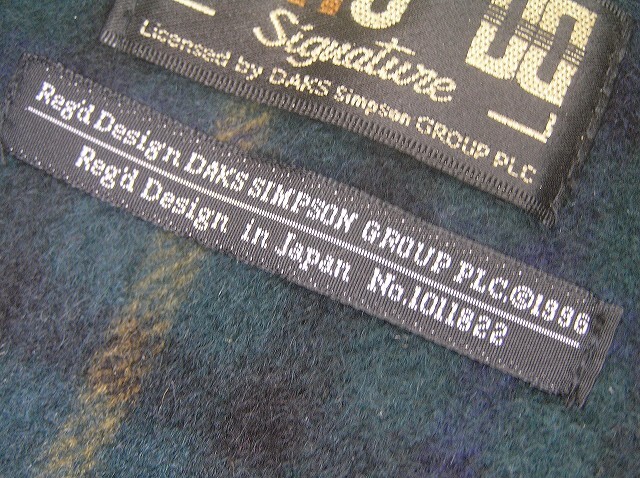 Signature
Licensed by DAKS Simpson GROUP PLC
Reg'd Design DAKS SIMPSON GROUP PLC.©1996
Reg'd Design in Japan No.1011822